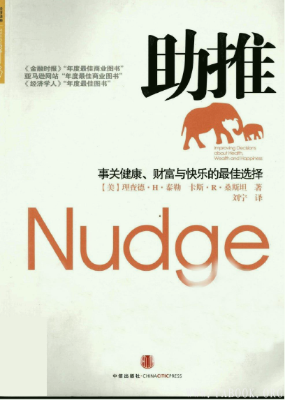 《金融时报》“年度最佳商业图书”
亚马逊网站“年度最佳商业图书”
《经济学人》“年度最佳图书”
助推
Improving Decisions
about Health,
Wealth and Happiness
事关健康、财富与快乐的最佳选择
【美】理查德·H·泰勒 卡斯·R·桑斯坦 著
刘宁 译
Nudge
中信出版社·CHINACITICPRESS